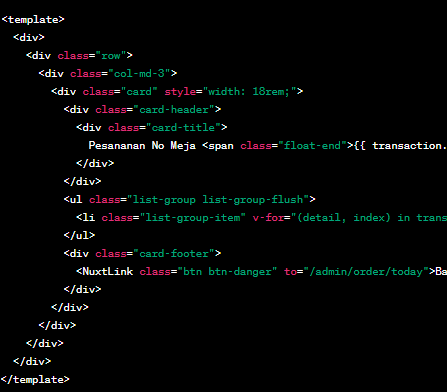 <template>
<div>
<div class="row">
<div class="col-md-3">
<div class="card" style="width: 18rem;">
<div class="card-header">
<div class="card-title">
Pesananan No Meja <span class="float-end">{{ transaction.
</div>
</div>
<ul class="list-group list-group-flush">
<li class="list-group-item" v-for="(detail, index) in trans
</ul>
<div class="card-footer">
<NuxtLink class="btn btn-danger" to="/admin/order/today">Ba
</div>
</div>
</div>
</div>
</div>
</template>